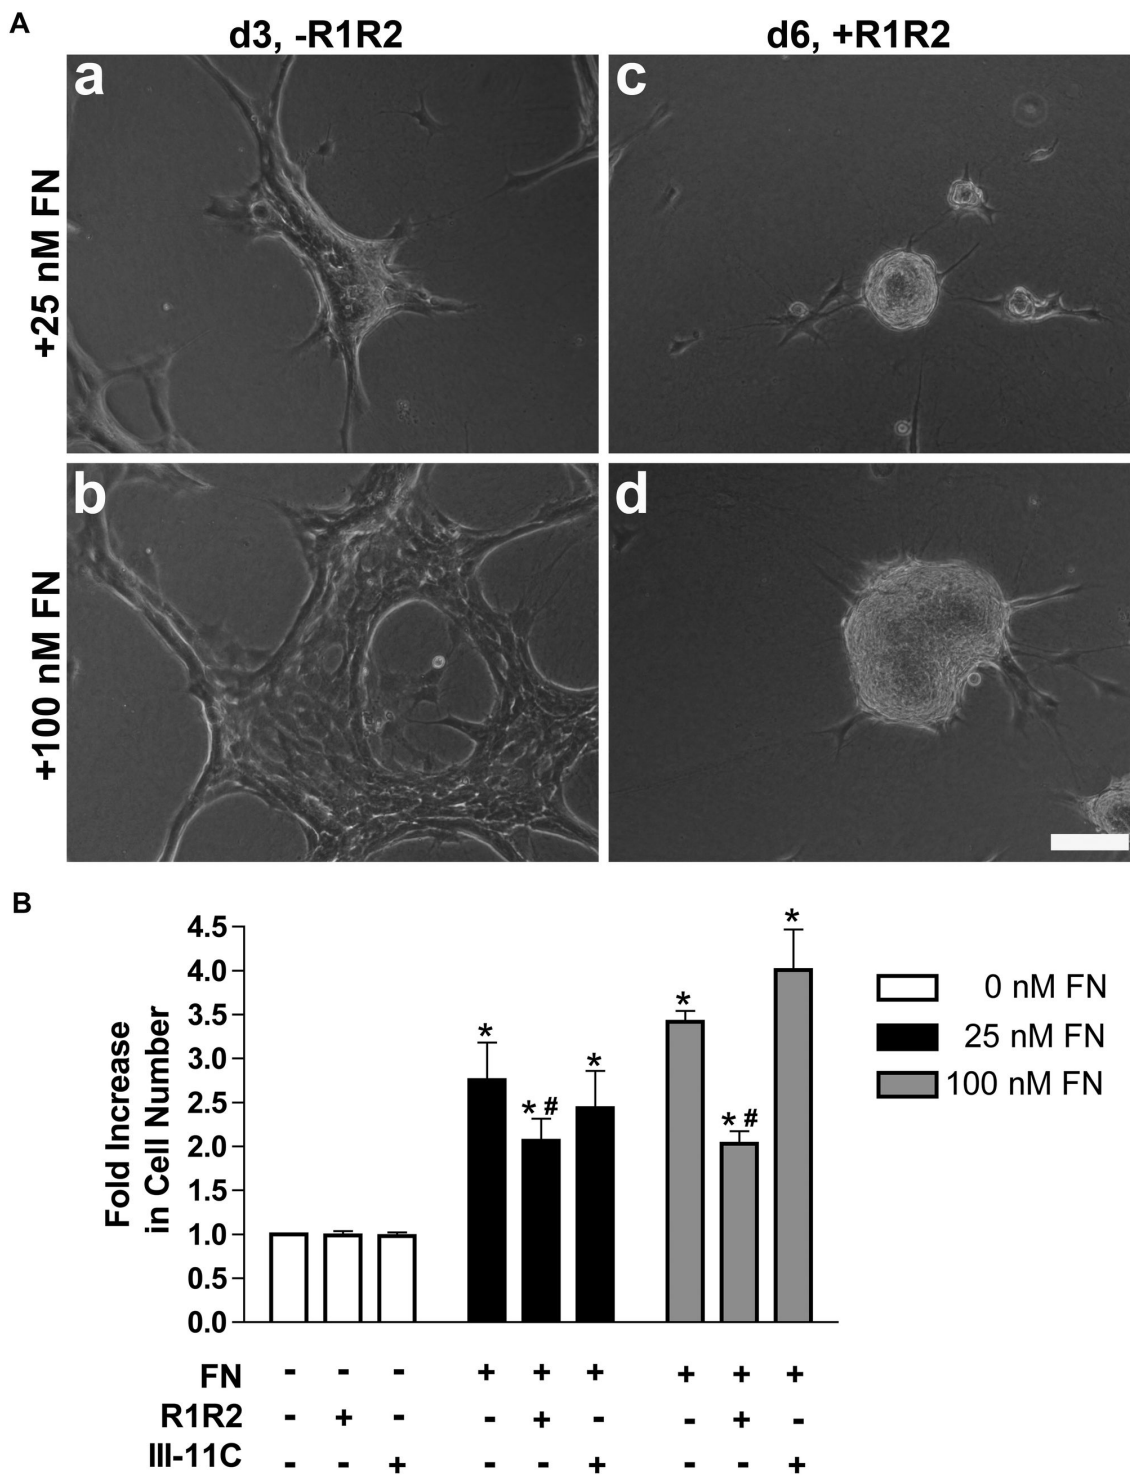 A
d3, -R1R2
d6, +R1R2
+25 nM FN
a
c
+100 nM FN
b
d
B
Fold Increase
in Cell Number
4.5
4.0
3.5
3.0
2.5
2.0
1.5
1.0
0.5
0.0
* * # * * * # *
0 nM FN
25 nM FN
100 nM FN
FN - - - + + + + + +
R1R2 - + - - + - - + -
III-11C - - + - - + - - +